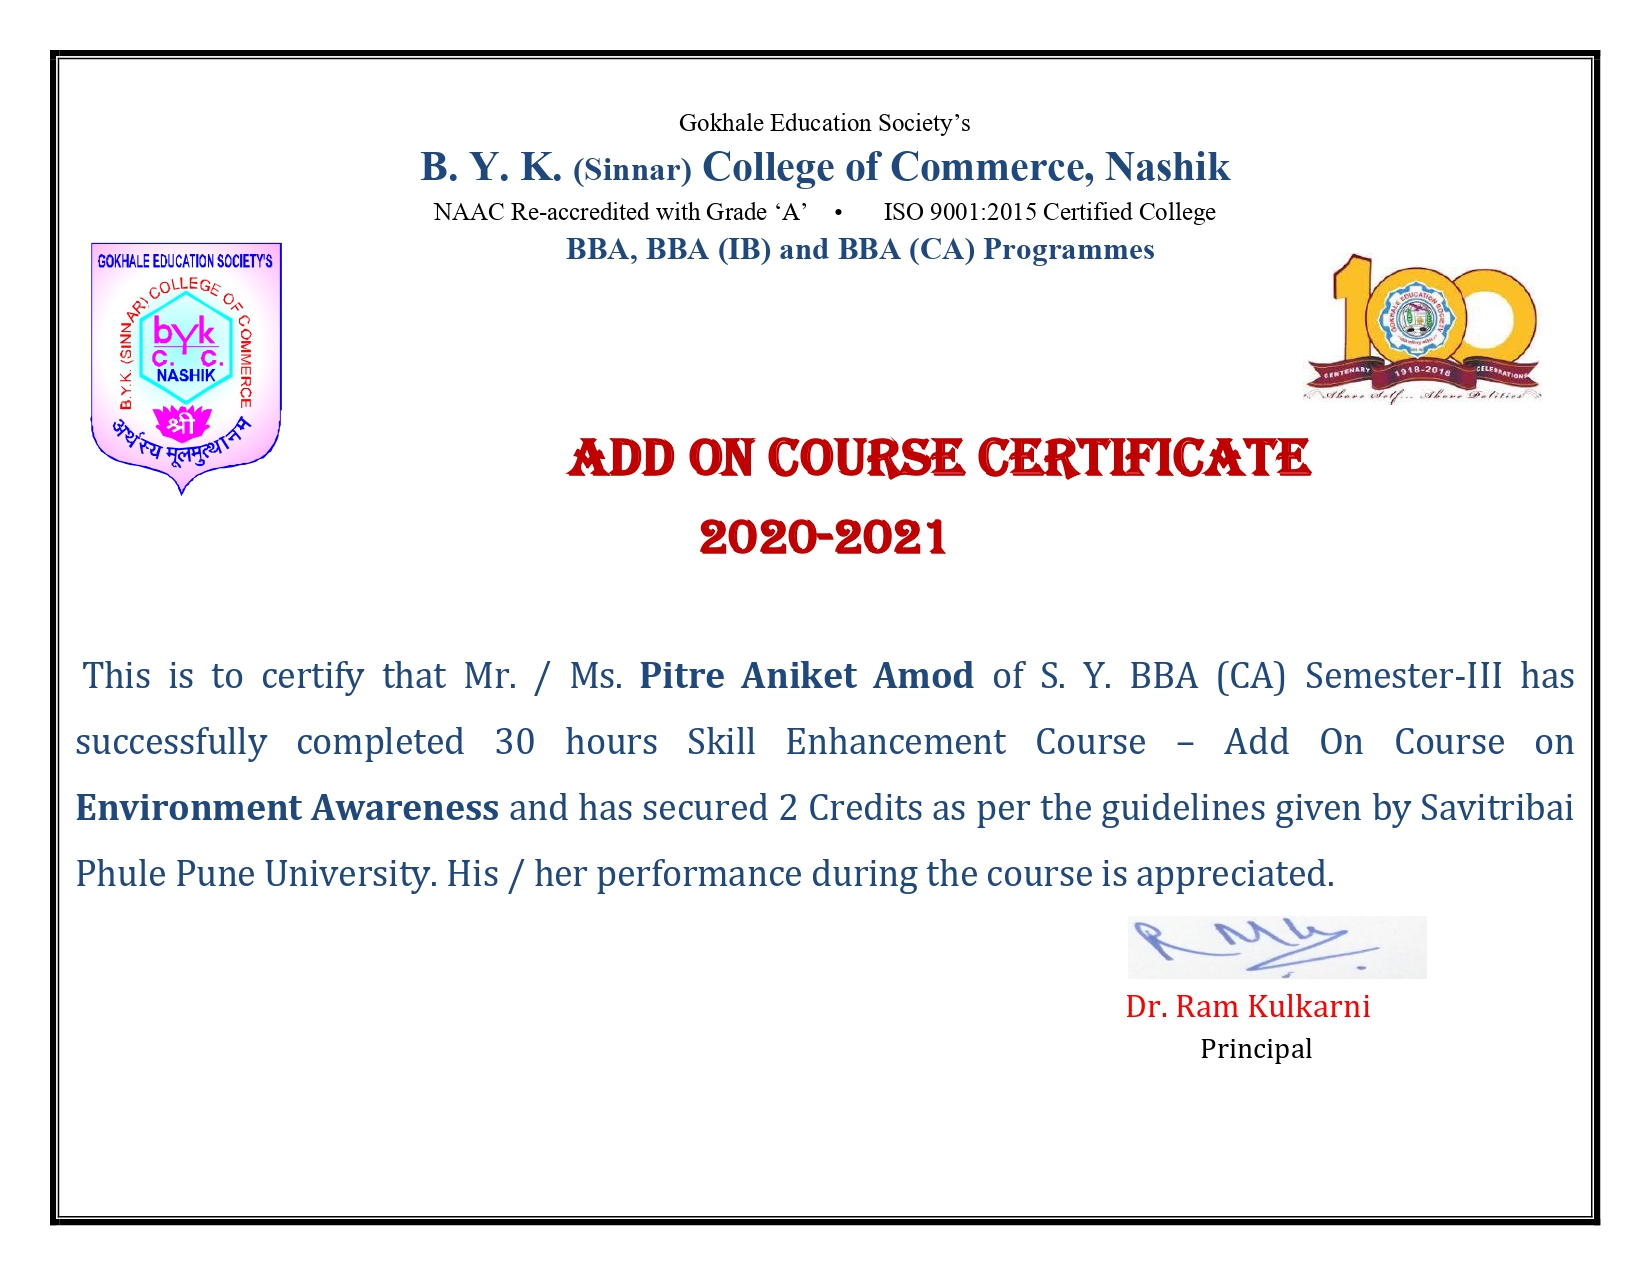 Gokhale Education Society’s
B. Y. K. (Sinnar) College of Commerce, Nashik
NAAC Re-accredited with Grade ‘A’ • ISO 9001:2015 Certified College
BBA, BBA (IB) and BBA (CA) Programmes
GOKHALE EDUCATION SOCIETY'S
B.Y.K. (SINNAR) COLLEGE OF COMMERCE
byk
C. C.
NASHIK
श्री
अर्थस्य मूलमुत्थानम
100
GOKHALE EDUCATION SOCIETY
CENTENARY 1918-2018 CELEBRATIONS
Above Self... Above Politics
ADD ON COURSE CERTIFICATE
2020-2021
This is to certify that Mr. / Ms. Pitre Aniket Amod of S. Y. BBA (CA) Semester-III has
successfully completed 30 hours Skill Enhancement Course – Add On Course on
Environment Awareness and has secured 2 Credits as per the guidelines given by Savitribai
Phule Pune University. His / her performance during the course is appreciated.
Dr. Ram Kulkarni
Principal